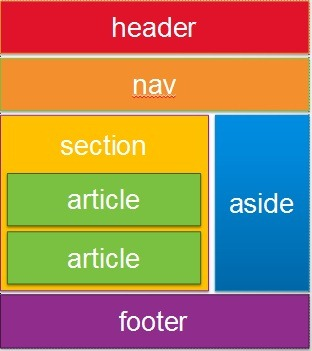 header
nav
section
article
aside
article
footer